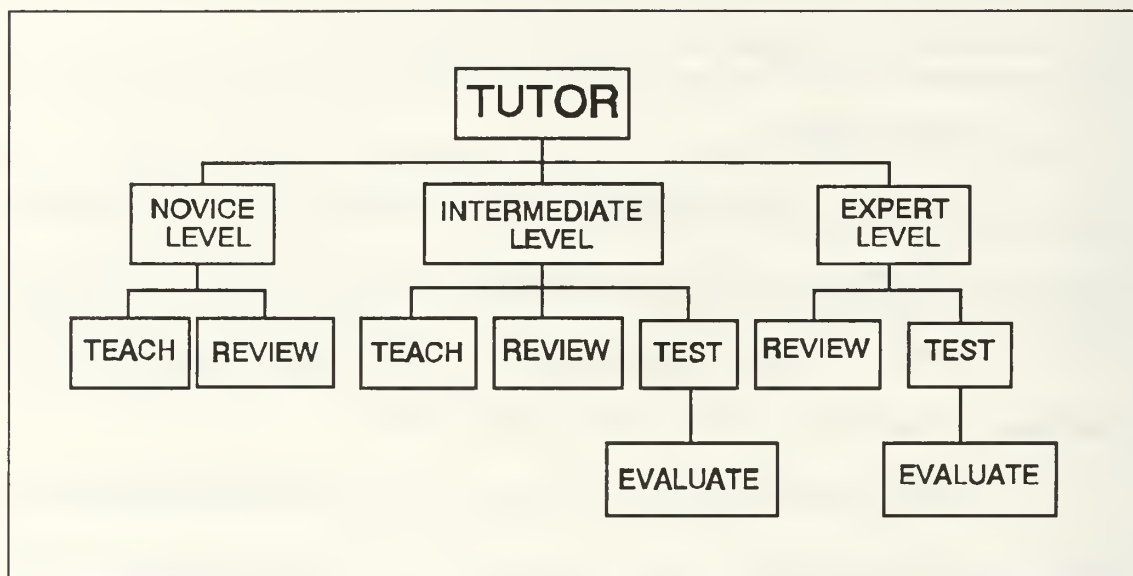 TUTOR
NOVICE
LEVEL
INTERMEDIATE
LEVEL
EXPERT
LEVEL
TEACH
REVIEW
TEACH
REVIEW
TEST
REVIEW
TEST
EVALUATE
EVALUATE